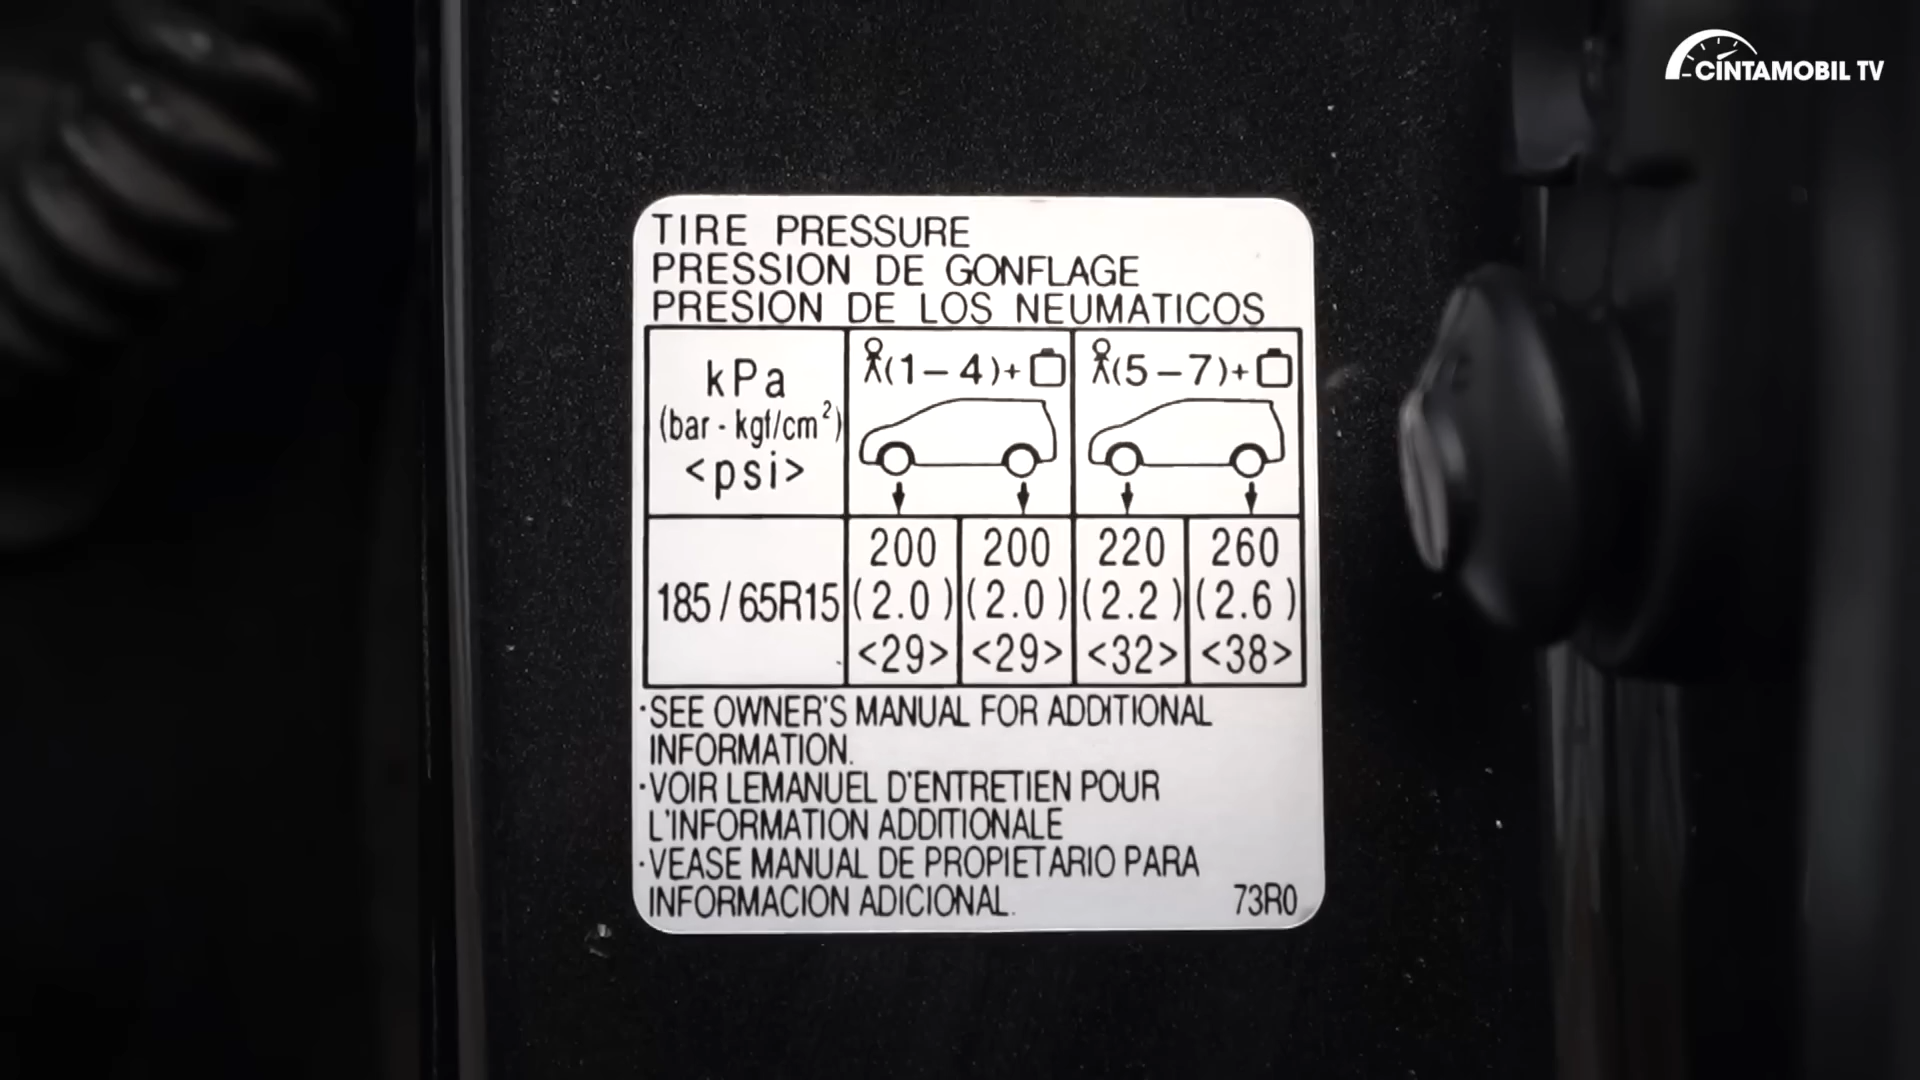 CINTAMOBIL TV
TIRE PRESSURE
PRESSION DE GONFLAGE
PRESION DE LOS NEUMATICOS
kPa
(bar - kgf/cm²)
<psi>
(1-4)+
(5-7)+
185/65R15
200 200 220 260
(2.0) (2.0) (2.2) (2.6)
<29> <29> <32> <38>
·SEE OWNER'S MANUAL FOR ADDITIONAL
INFORMATION.
·VOIR LEMANUEL D'ENTRETIEN POUR
L'INFORMATION ADDITIONALE
·VEASE MANUAL DE PROPIETARIO PARA
INFORMACION ADICIONAL. 73R0